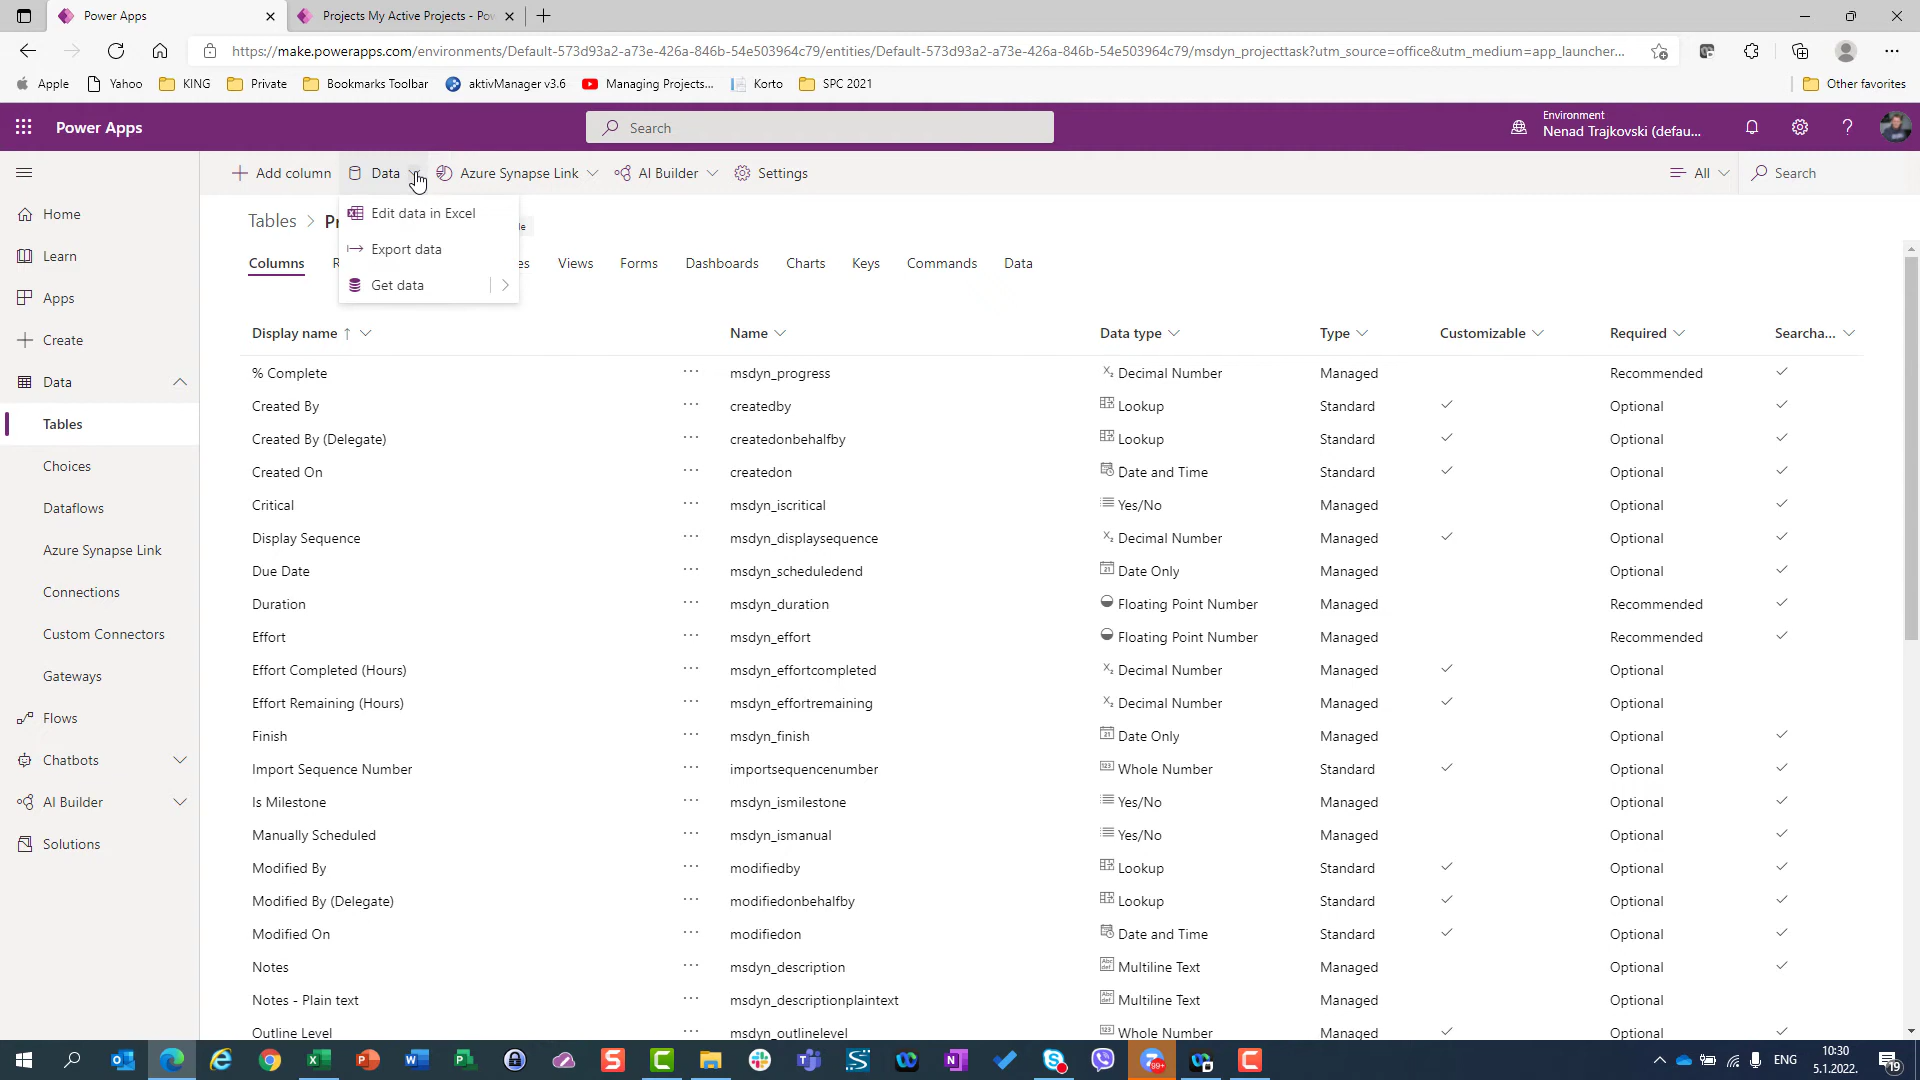 Power Apps
Projects My Active Projects - Pow
https://make.powerapps.com/environments/Default-573d93a2-a73e-426a-846b-54e503964c79/entities/Default-573d93a2-a73e-426a-846b-54e503964c79/msdyn_projecttask?utm_source=office&utm_medium=app_launcher...
Apple
Yahoo
KING
Private
Bookmarks Toolbar
aktivManager v3.6
Managing Projects...
Korto
SPC 2021
Other favorites
Power Apps
Search
Environment
Nenad Trajkovski (defau...
Add column
Data
Azure Synapse Link
AI Builder
Settings
All
Search
Home
Learn
Apps
Create
Data
Tables
Choices
Dataflows
Azure Synapse Link
Connections
Custom Connectors
Gateways
Flows
Chatbots
AI Builder
Solutions
Tables > Pr
Edit data in Excel
Export data
Get data
Columns
Views
Forms
Dashboards
Charts
Keys
Commands
Data
Display name ↑ Name Data type Type Customizable Required Searcha...
% Complete ··· msdyn_progress Decimal Number Managed Recommended
Created By ··· createdby Lookup Standard Optional
Created By (Delegate) ··· createdonbehalfby Lookup Standard Optional
Created On ··· createdon Date and Time Standard Optional
Critical ··· msdyn_iscritical Yes/No Managed Optional
Display Sequence ··· msdyn_displaysequence Decimal Number Managed Optional
Due Date ··· msdyn_scheduledend Date Only Managed Optional
Duration ··· msdyn_duration Floating Point Number Managed Recommended
Effort ··· msdyn_effort Floating Point Number Managed Recommended
Effort Completed (Hours) ··· msdyn_effortcompleted Decimal Number Managed Optional
Effort Remaining (Hours) ··· msdyn_effortremaining Decimal Number Managed Optional
Finish ··· msdyn_finish Date Only Managed Optional
Import Sequence Number ··· importsequencenumber Whole Number Standard Optional
Is Milestone ··· msdyn_ismilestone Yes/No Managed Optional
Manually Scheduled ··· msdyn_ismanual Yes/No Managed Optional
Modified By ··· modifiedby Lookup Standard Optional
Modified By (Delegate) ··· modifiedonbehalfby Lookup Standard Optional
Modified On ··· modifiedon Date and Time Standard Optional
Notes ··· msdyn_description Multiline Text Managed Optional
Notes - Plain text ··· msdyn_descriptionplaintext Multiline Text Managed Optional
Outline Level ··· msdyn_outlinelevel Whole Number Managed Optional
ENG
10:30
5.1.2022.
19
99+